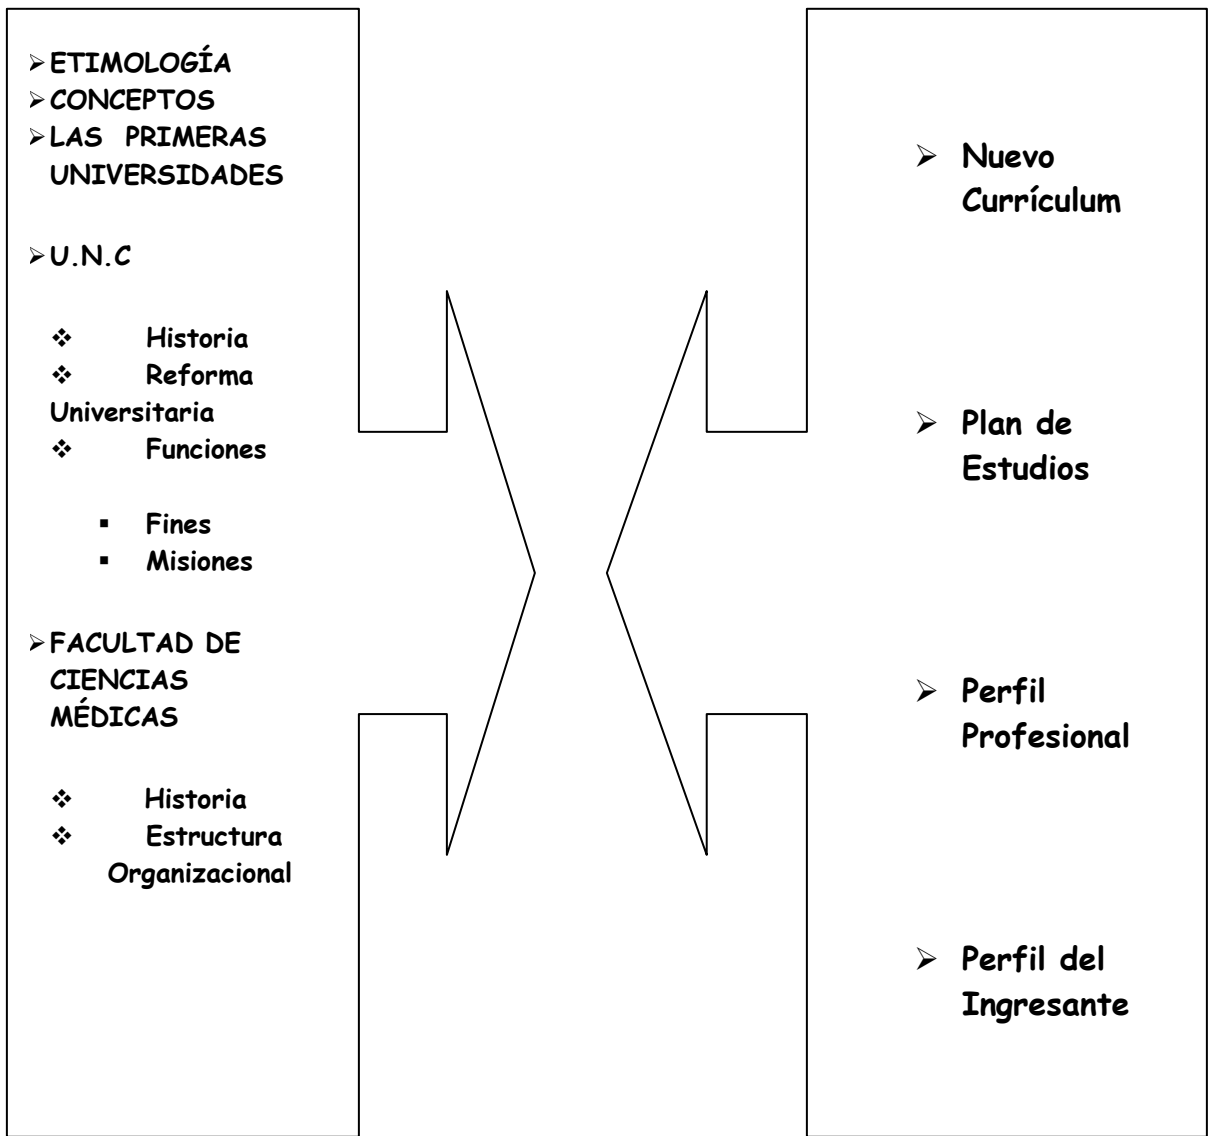 ➢ ETIMOLOGÍA
➢ CONCEPTOS
➢ LAS PRIMERAS
UNIVERSIDADES
➢ U.N.C
❖ Historia
❖ Reforma
Universitaria
❖ Funciones
▪ Fines
▪ Misiones
➢ FACULTAD DE
CIENCIAS
MÉDICAS
❖ Historia
❖ Estructura
Organizacional
➢ Nuevo
Currículum
➢ Plan de
Estudios
➢ Perfil
Profesional
➢ Perfil del
Ingresante